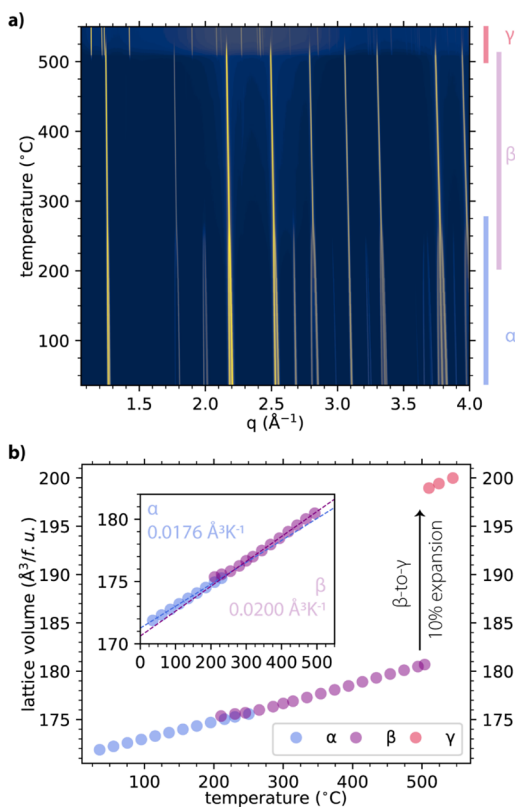 a)
γ
500
400
300
200
100
temperature (°C)
β
α
1.5
2.0
2.5
3.0
3.5
4.0
q (Å⁻¹)
b)
200
195
190
185
180
175
lattice volume (Å³/f. u.)
180
175
170
α
0.0176 Å³K⁻¹
β
0.0200 Å³K⁻¹
0 100 200 300 400 500
β-to-γ
10% expansion
200
195
190
185
180
175
α β γ
100 200 300 400 500
temperature (°C)